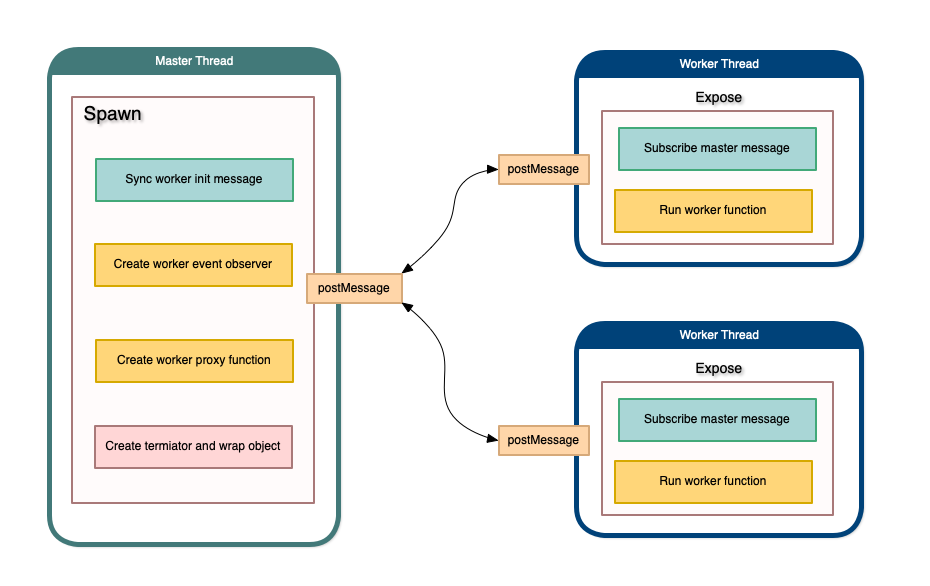 Master Thread
Spawn
Sync worker init message
Create worker event observer
postMessage
Create worker proxy function
Create termiator and wrap object
Worker Thread
Expose
Subscribe master message
postMessage
Run worker function
Worker Thread
Expose
Subscribe master message
postMessage
Run worker function